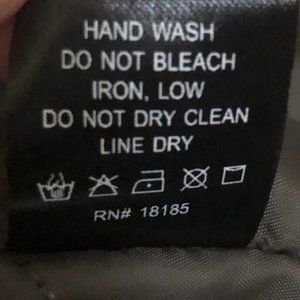 HAND WASH
DO NOT BLEACH
IRON, LOW
DO NOT DRY CLEAN
LINE DRY
RN# 18185